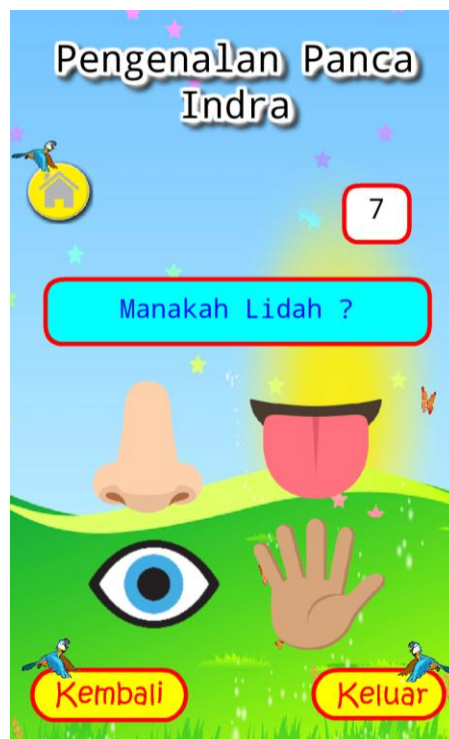 Pengenalan Panca
Indra
7
Manakah Lidah ?
Kembali
Keluar